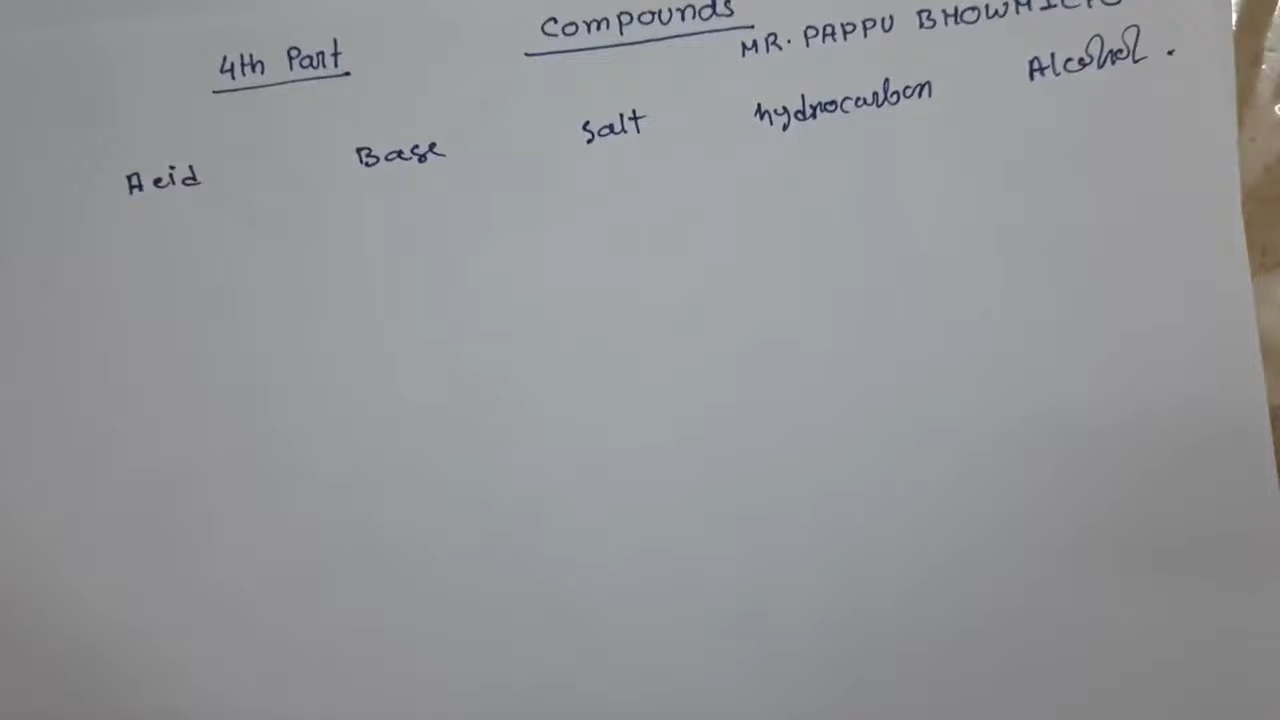 4th Part
Compounds
MR. PAPPU
Acid Base Salt hydrocarbon Alcohol.